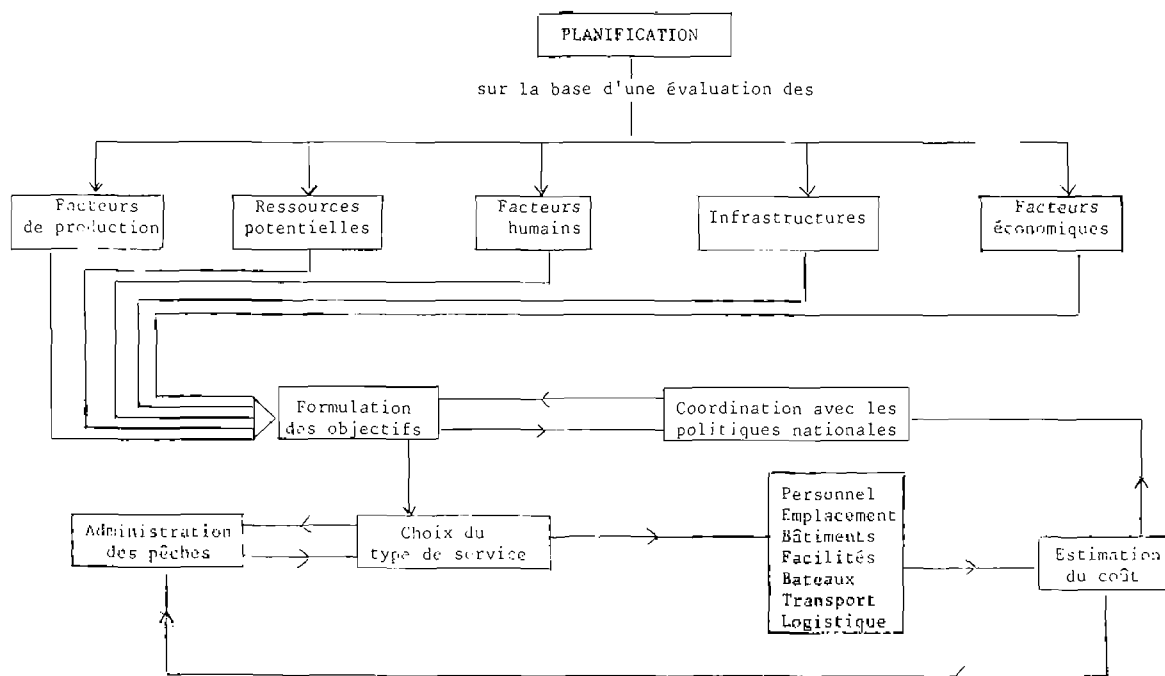 PLANIFICATION
sur la base d'une évaluation des
Facteurs
de production
Ressources
potentielles
Facteurs
humains
Infrastructures
Facteurs
économiques
Formulation
des objectifs
Coordination avec les
politiques nationales
Administration
des pêches
Choix du
type de service
Personnel
Emplacement
Bâtiments
Facilités
Bateaux
Transport
Logistique
Estimation
du coût